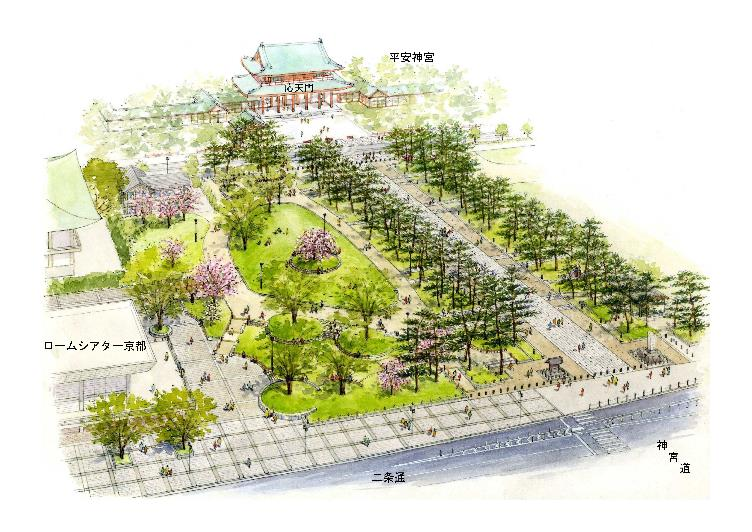 平安神宮
応天門
ロームシアター京都
神宮道
二条通